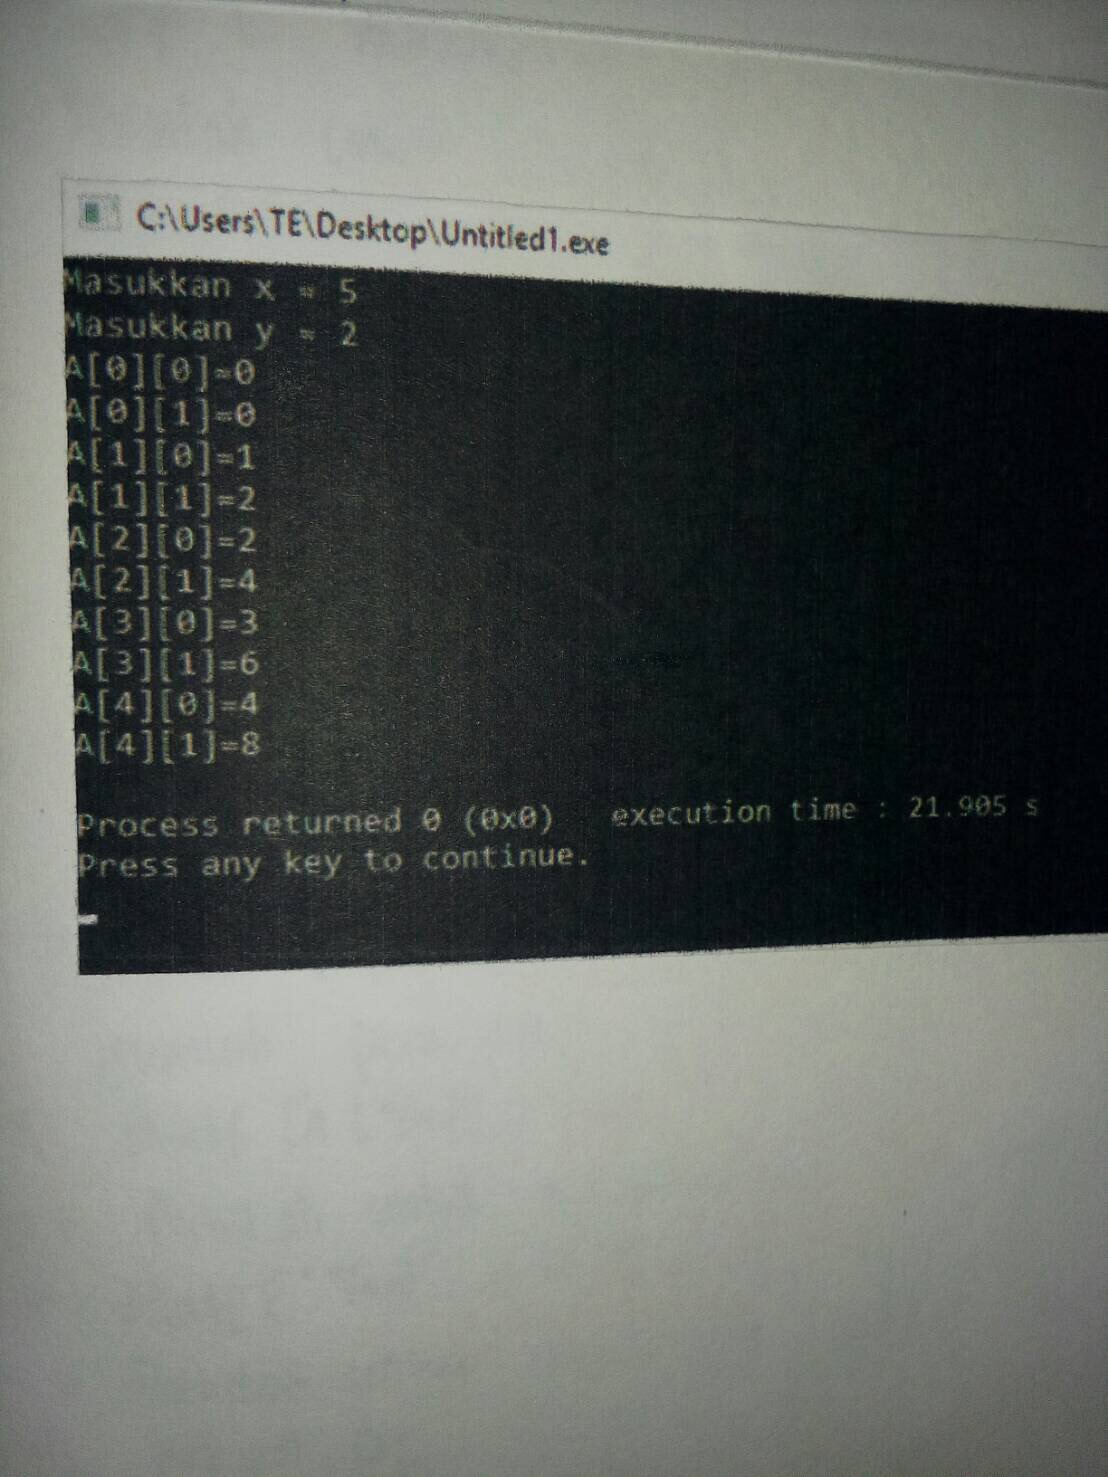 C:\Users\TE\Desktop\Untitled1.exe
Masukkan x = 5
Masukkan y = 2
A[0][0]=0
A[0][1]=0
A[1][0]=1
A[1][1]=2
A[2][0]=2
A[2][1]=4
A[3][0]=3
A[3][1]=6
A[4][0]=4
A[4][1]=8
Process returned 0 (0x0)   execution time : 21.905 s
Press any key to continue.